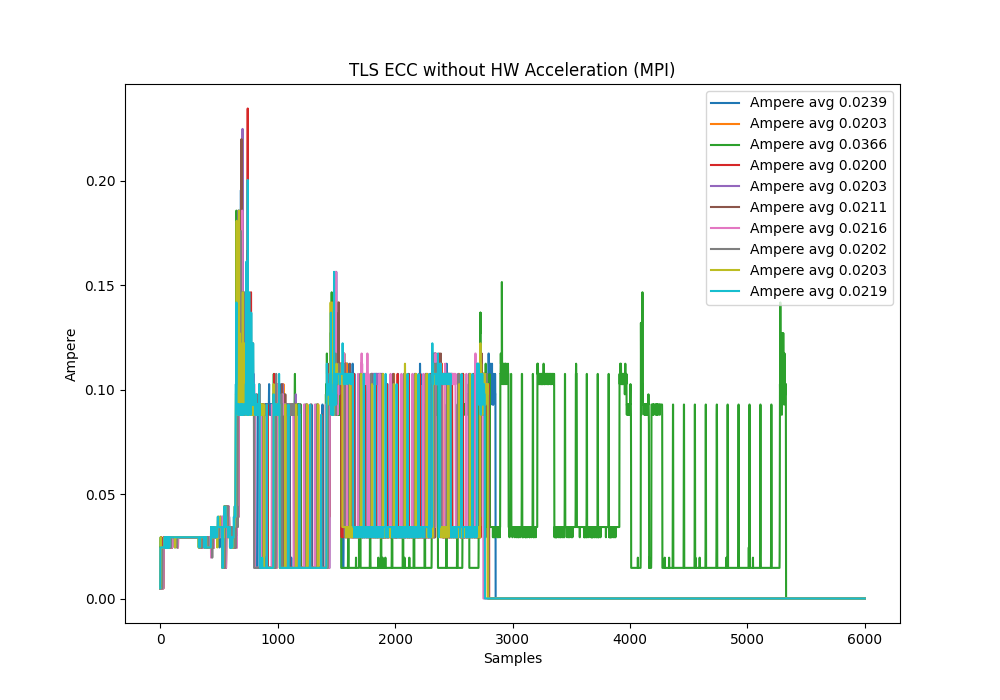 TLS ECC without HW Acceleration (MPI)
Ampere avg 0.0239
Ampere avg 0.0203
Ampere avg 0.0366
Ampere avg 0.0200
Ampere avg 0.0203
Ampere avg 0.0211
Ampere avg 0.0216
Ampere avg 0.0202
Ampere avg 0.0203
Ampere avg 0.0219
Ampere
0.20
0.15
0.10
0.05
0.00
0 1000 2000 3000 4000 5000 6000
Samples